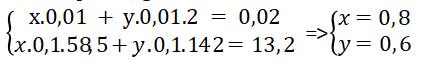 x.0,01 + y.0,01.2 = 0,02 =>{x = 0,8
x.0,1.58,5+y.0,1.142= 13,2 y = 0,6